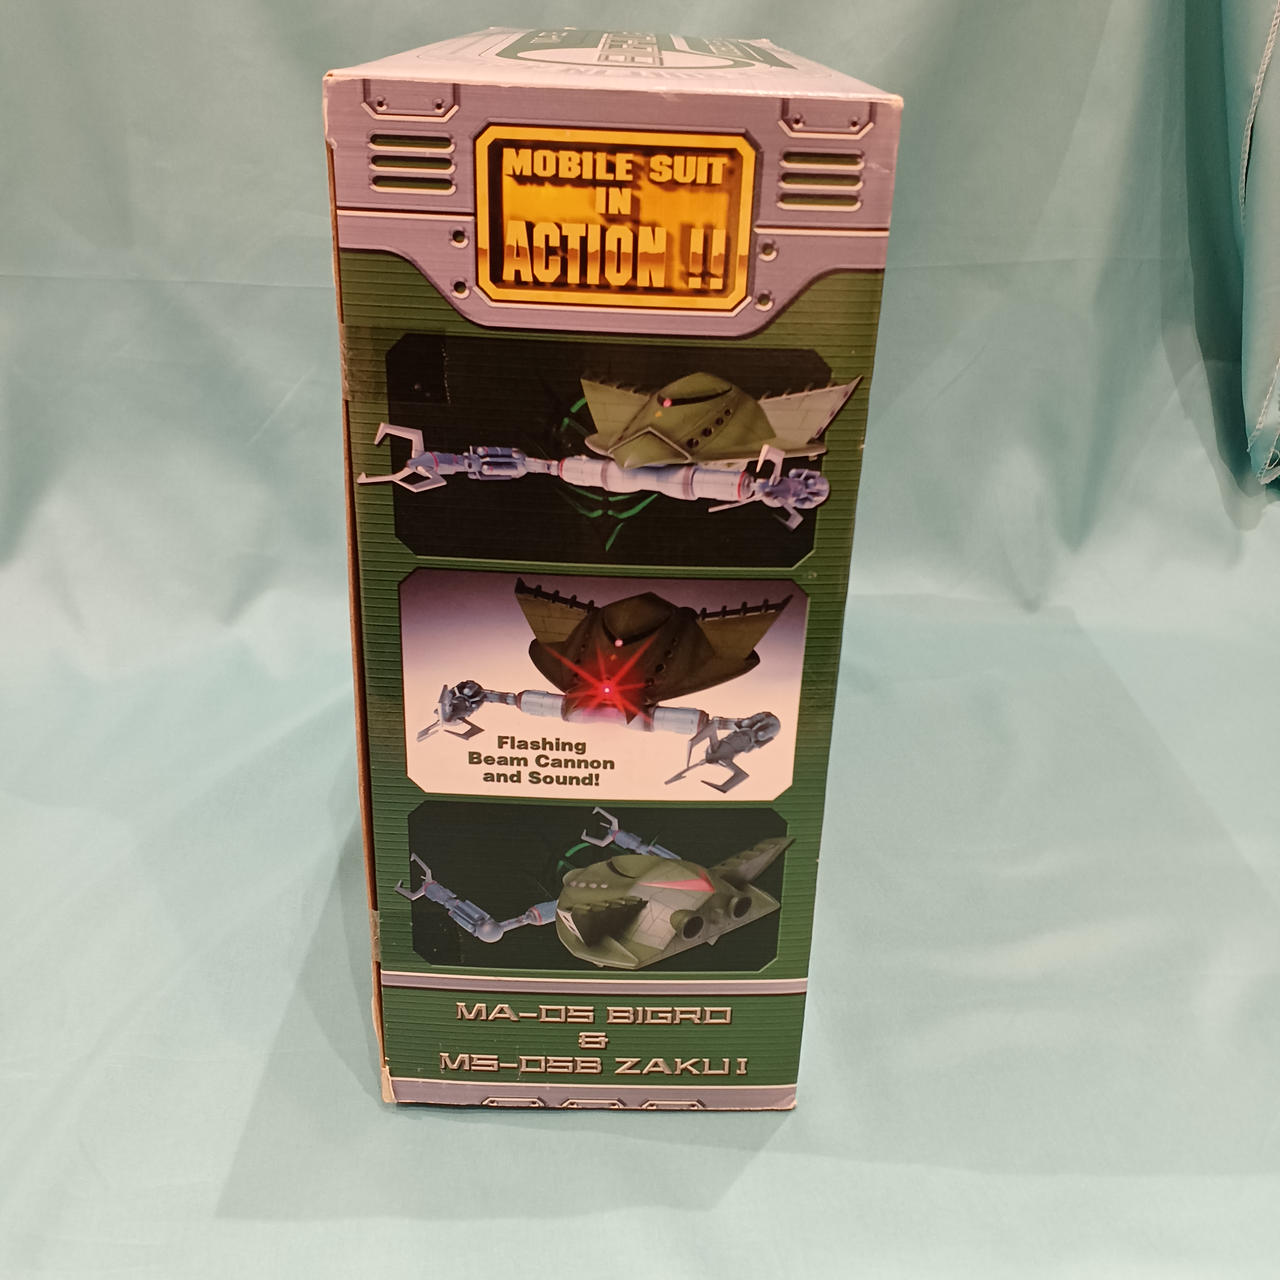 MOBILE SUIT
IN
ACTION !!
Flashing
Beam Cannon
and Sound!
MA-05 BIGRO
&
MS-05B ZAKU I